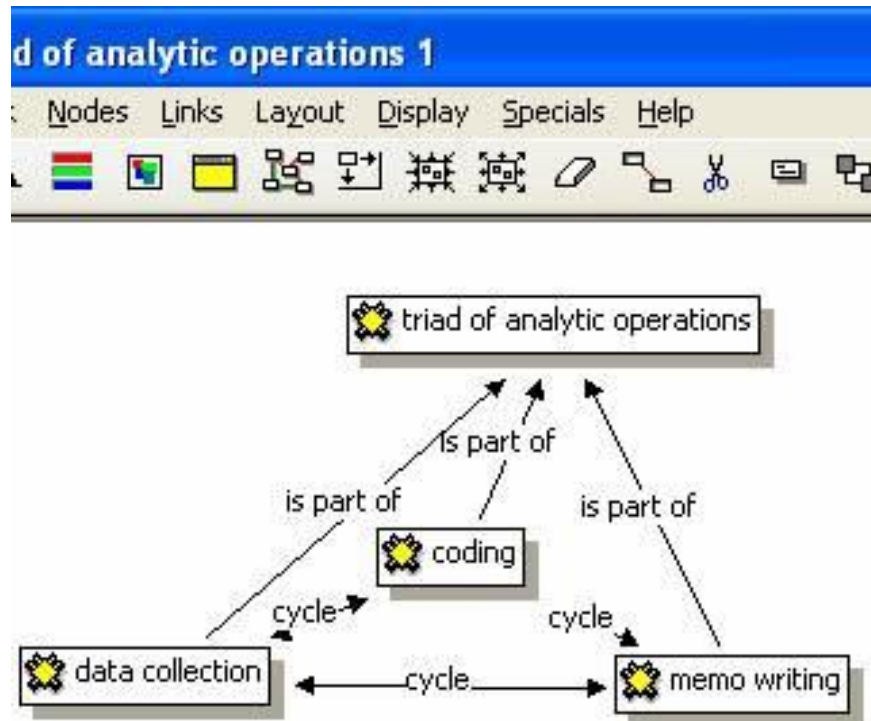 d of analytic operations 1
Nodes Links Layout Display Specials Help
triad of analytic operations
is part of
is part of
is part of
coding
cycle
cycle
data collection
cycle
memo writing